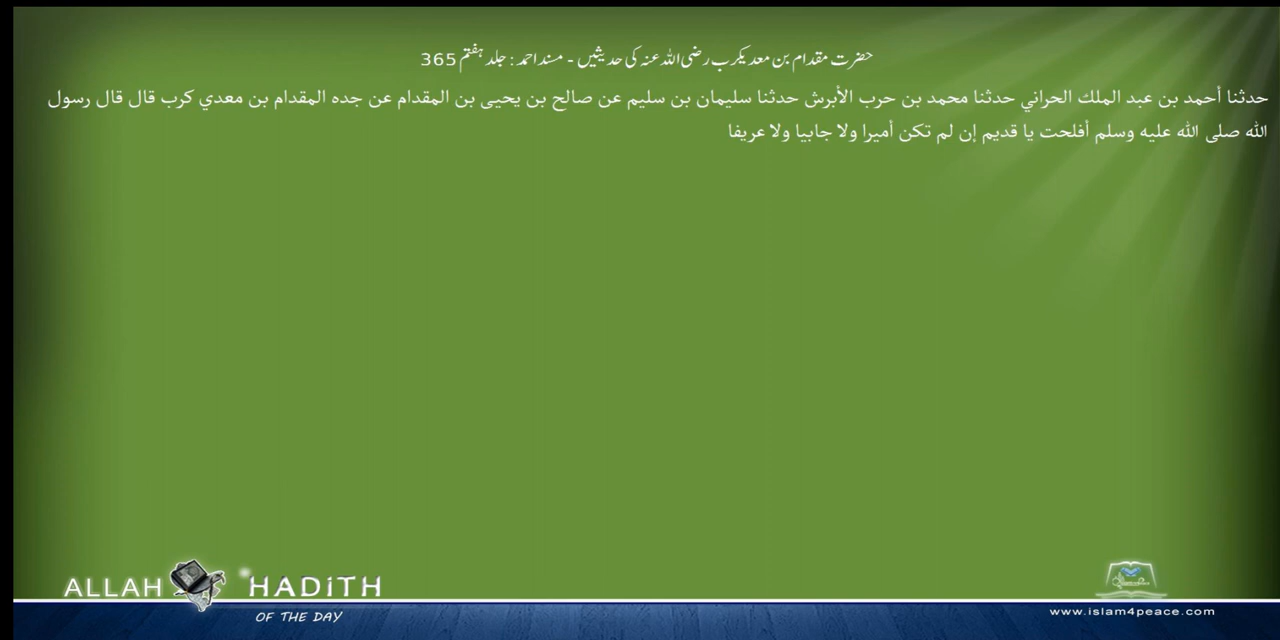 حضرت مقدام بن معدیکرب رضی اللہ عنہ کی حدیثیں - مسند احمد : جلد ہفتم 365
حدثنا أحمد بن عبد الملك الحراني حدثنا محمد بن حرب الأبرش حدثنا سليمان بن سليم عن صالح بن يحيى بن المقدام عن جده المقدام بن معدي كرب قال قال رسول
الله صلى الله عليه وسلم أفلحت يا قديم إن لم تكن أميرا ولا جابيا ولا عريفا
ALLAH HADITH
OF THE DAY
www.islam4peace.com